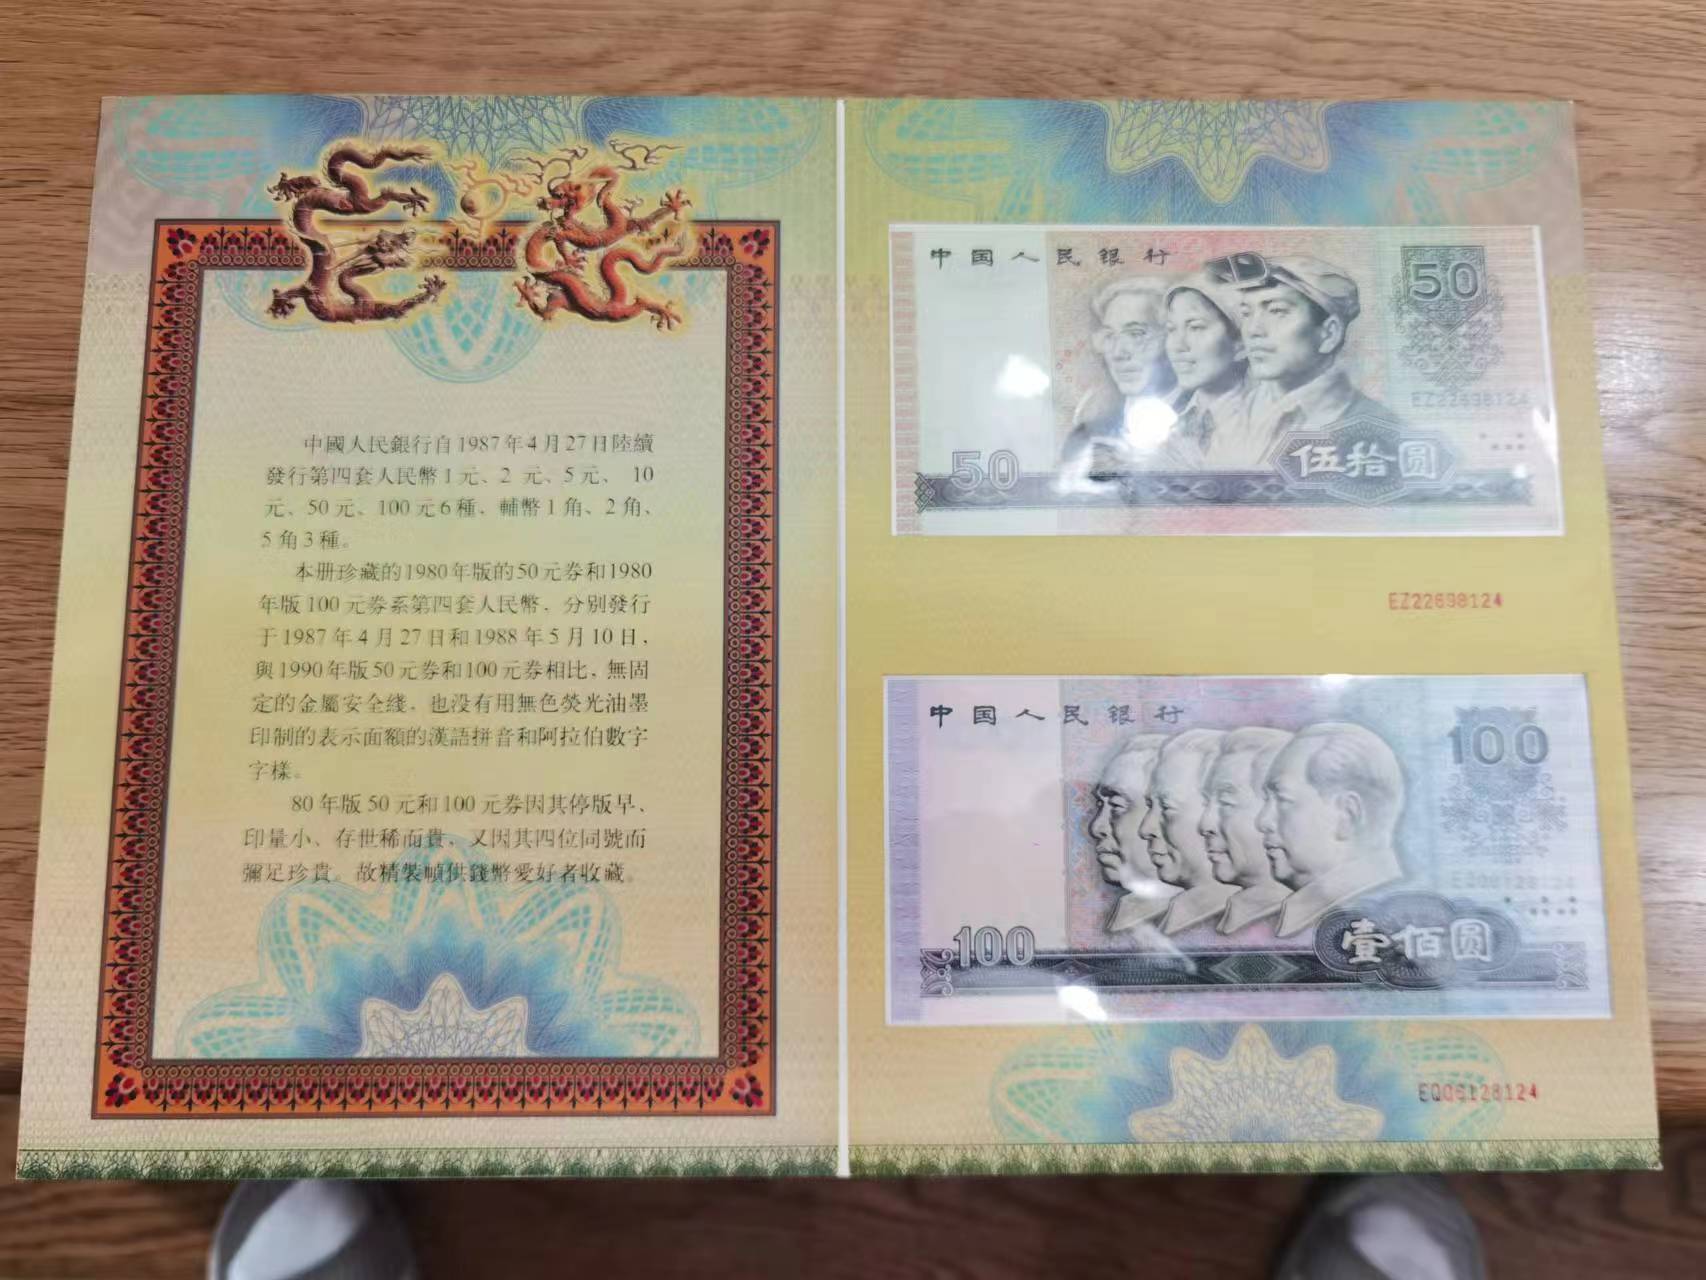 中國人民銀行自1987年4月27日陸續
發行第四套人民幣1元、2元、5元、10
元、50元、100元6種,輔幣1角、2角、
5角3種。
本册珍藏的1980年版的50元券和1980
年版100元券系第四套人民幣,分別發行
于1987年4月27日和1988年5月10日,
與1990年版50元券和100元券相比,無固
定的金屬安全綫,也没有用無色熒光油墨
印制的表示面額的漢語拼音和阿拉伯數字
字樣。
80年版50元和100元券因其停版早、
印量小、存世稀而貴,又因其四位同號而
彌足珍貴。故精裝幀供錢幣愛好者收藏。
中国人民银行
50
EZ22698124
50
伍拾圆
EZ22698124
中国人民银行
100
EQ06128124
100
壹佰圆
EQ06128124